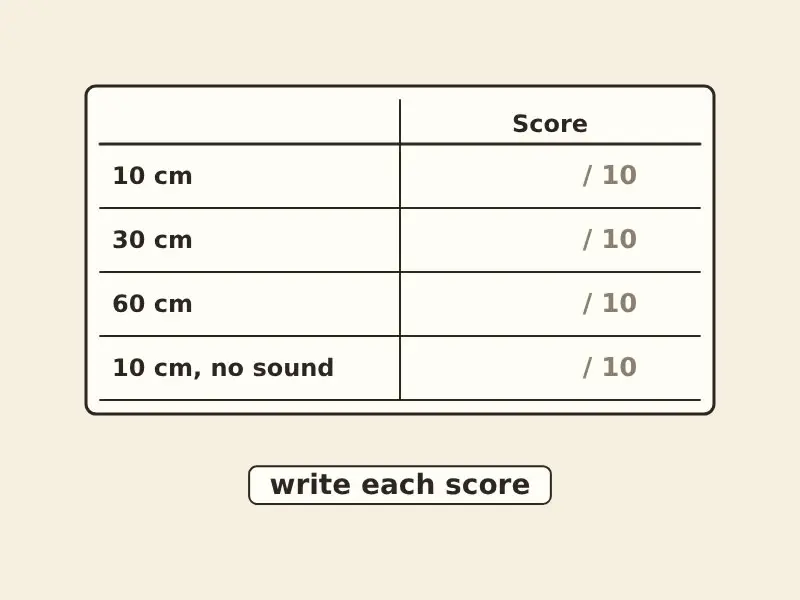 Score
10 cm / 10
30 cm / 10
60 cm / 10
10 cm, no sound / 10
write each score